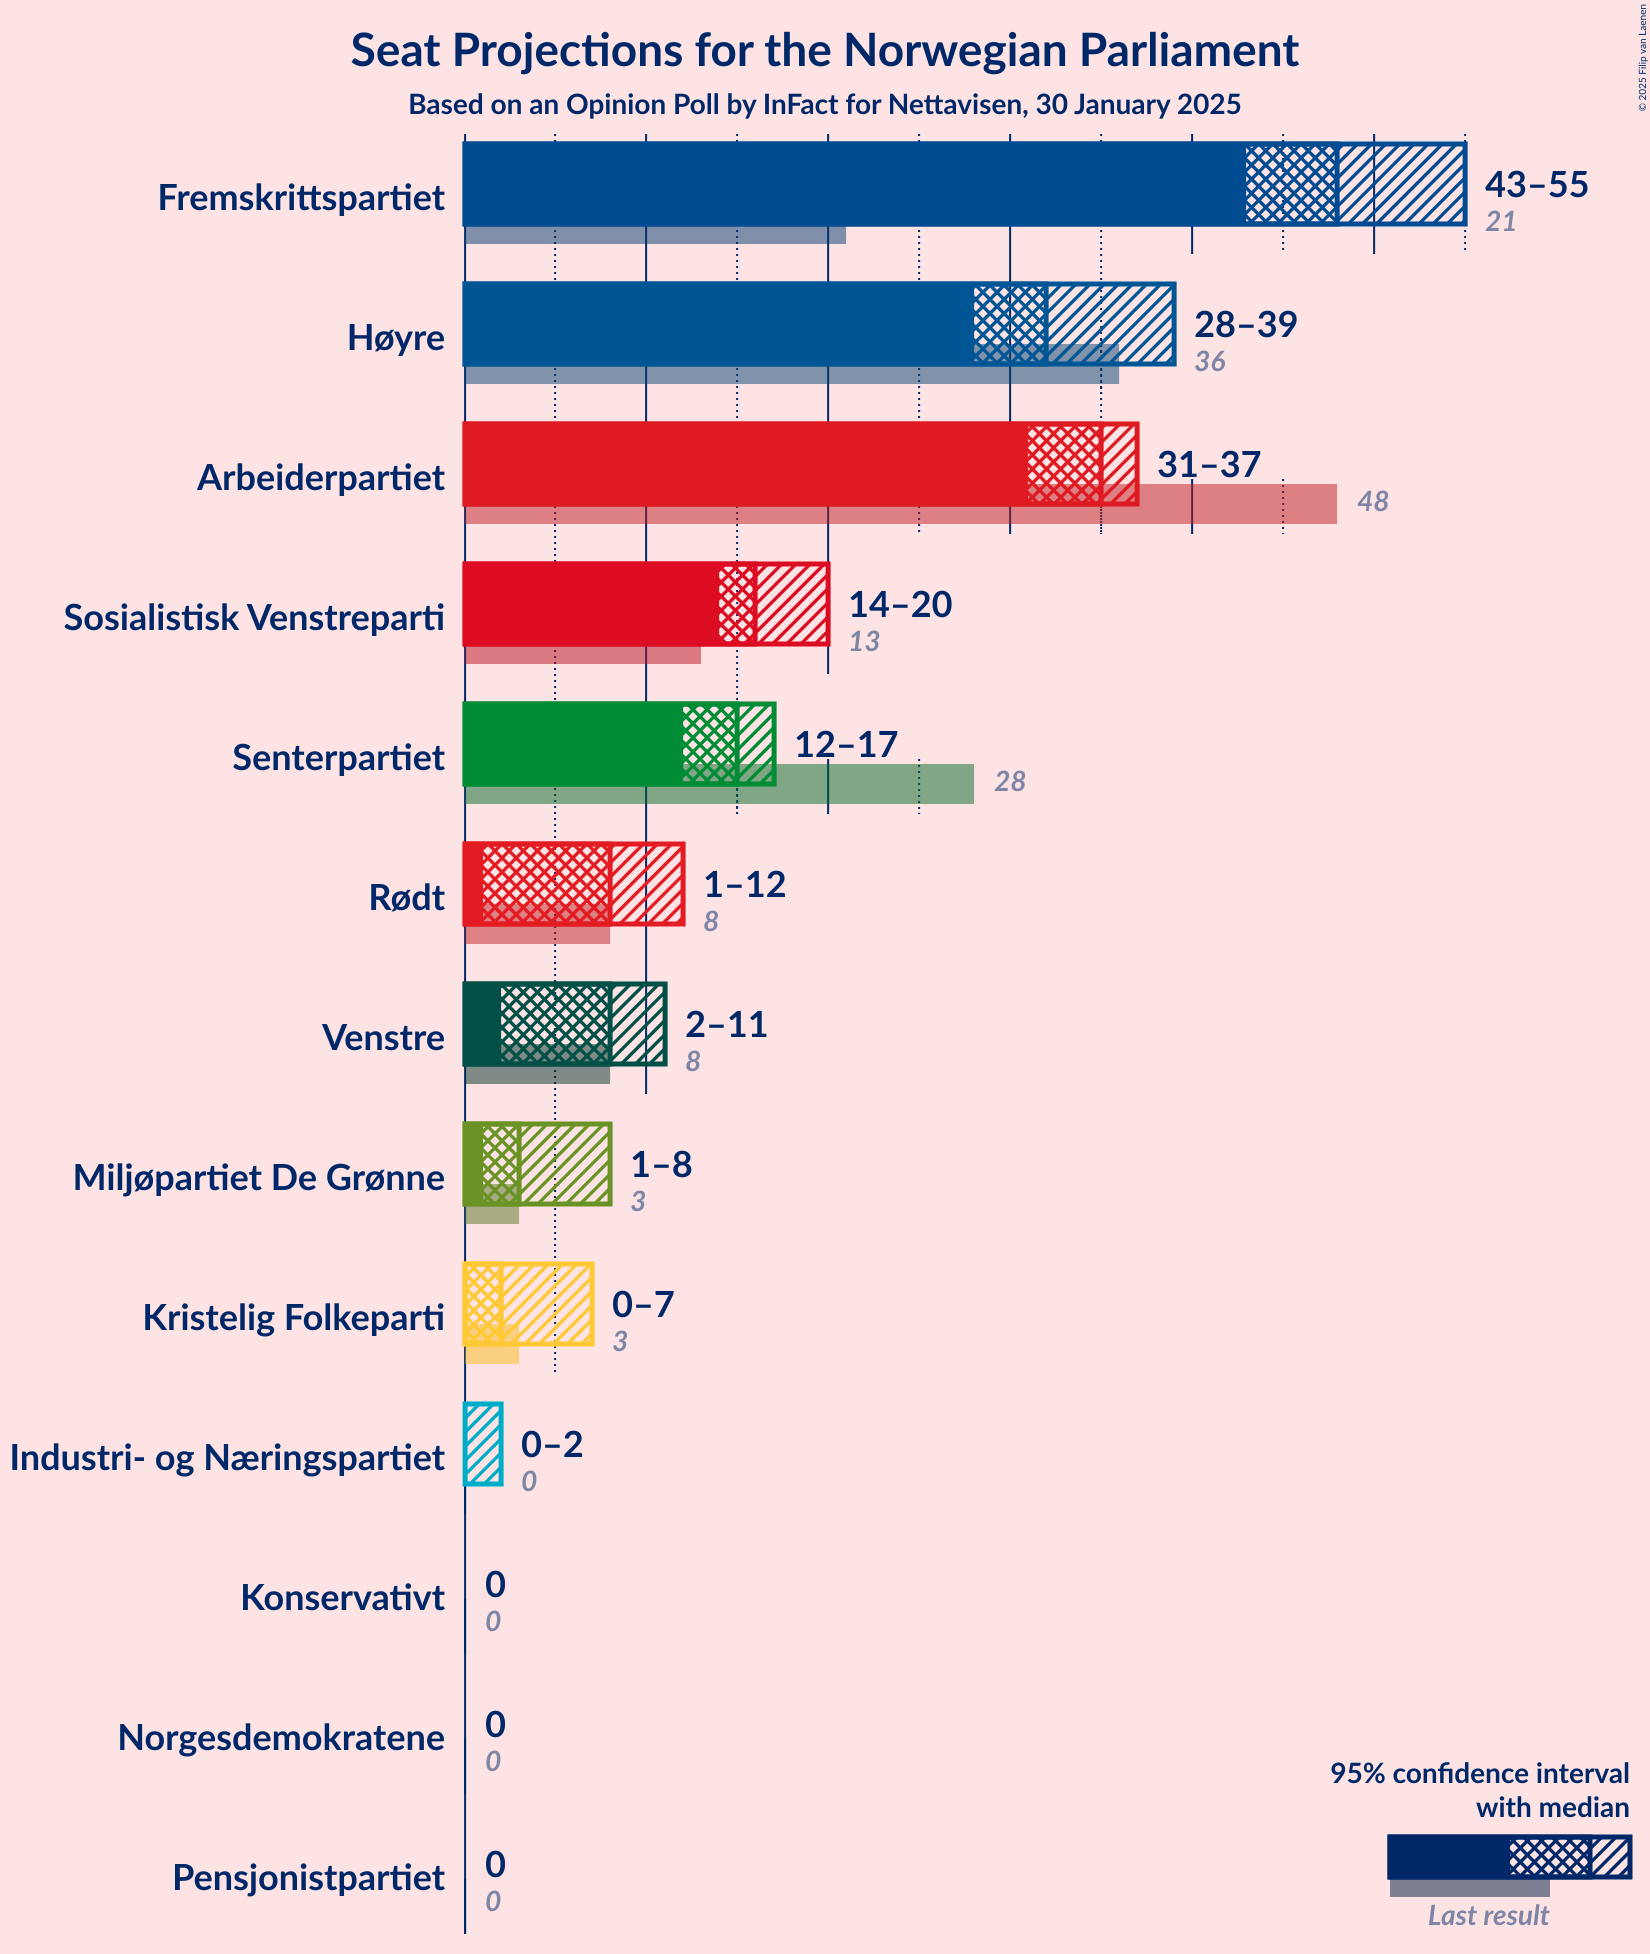 Seat Projections for the Norwegian Parliament
Based on an Opinion Poll by InFact for Nettavisen, 30 January 2025
© 2025 Filip van Laenen
Fremskrittspartiet
43–55
21
Høyre
28–39
36
Arbeiderpartiet
31–37
48
Sosialistisk Venstreparti
14–20
13
Senterpartiet
12–17
28
Rødt
1–12
8
Venstre
2–11
8
Miljøpartiet De Grønne
1–8
3
Kristelig Folkeparti
0–7
3
Industri- og Næringspartiet
0–2
0
Konservativt
0
0
Norgesdemokratene
0
0
Pensjonistpartiet
0
0
95% confidence interval
with median
Last result